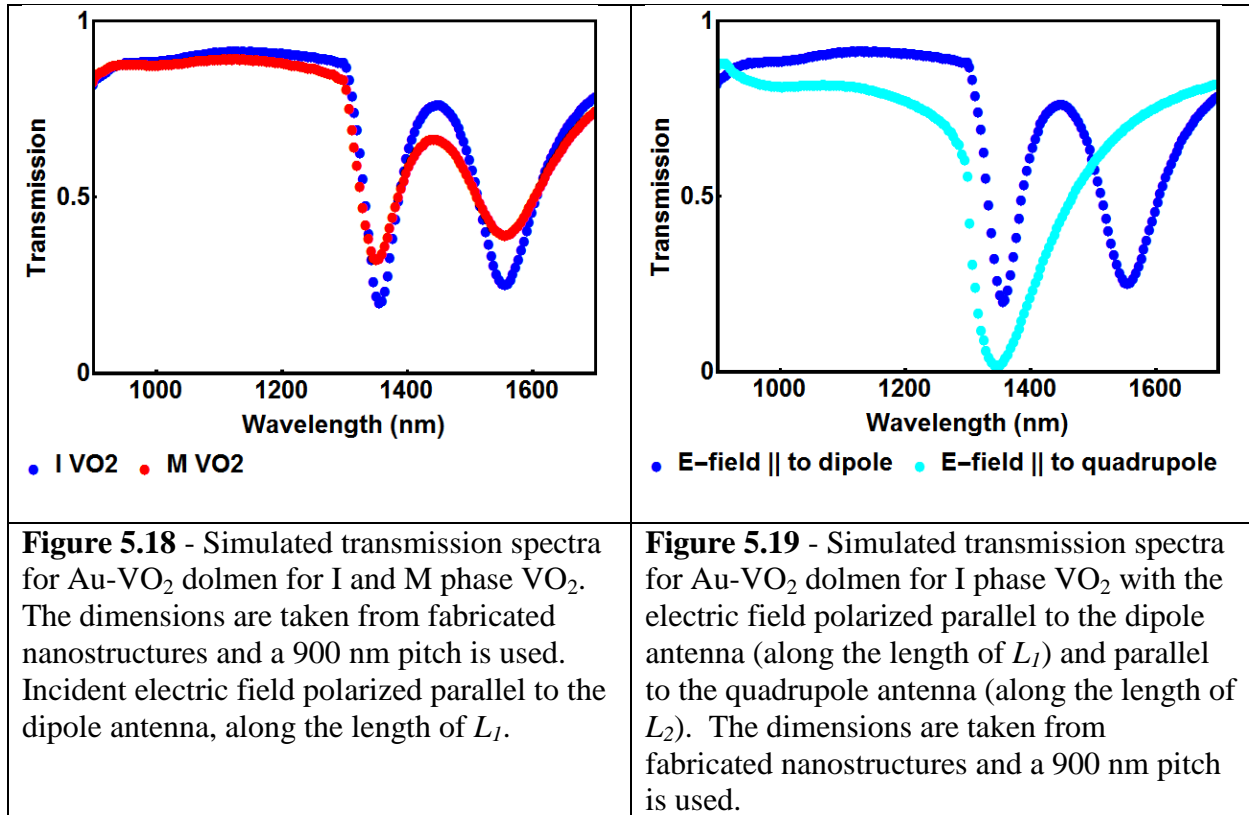 1
0.5
0
Transmission
1000 1200 1400 1600
Wavelength (nm)
I VO2 M VO2
1
0.5
0
Transmission
1000 1200 1400 1600
Wavelength (nm)
E–field || to dipole E–field || to quadrupole
Figure 5.18 - Simulated transmission spectra
for Au-VO₂ dolmen for I and M phase VO₂.
The dimensions are taken from fabricated
nanostructures and a 900 nm pitch is used.
Incident electric field polarized parallel to the
dipole antenna, along the length of L₁.
Figure 5.19 - Simulated transmission spectra
for Au-VO₂ dolmen for I phase VO₂ with the
electric field polarized parallel to the dipole
antenna (along the length of L₁) and parallel
to the quadrupole antenna (along the length of
L₂). The dimensions are taken from
fabricated nanostructures and a 900 nm pitch
is used.